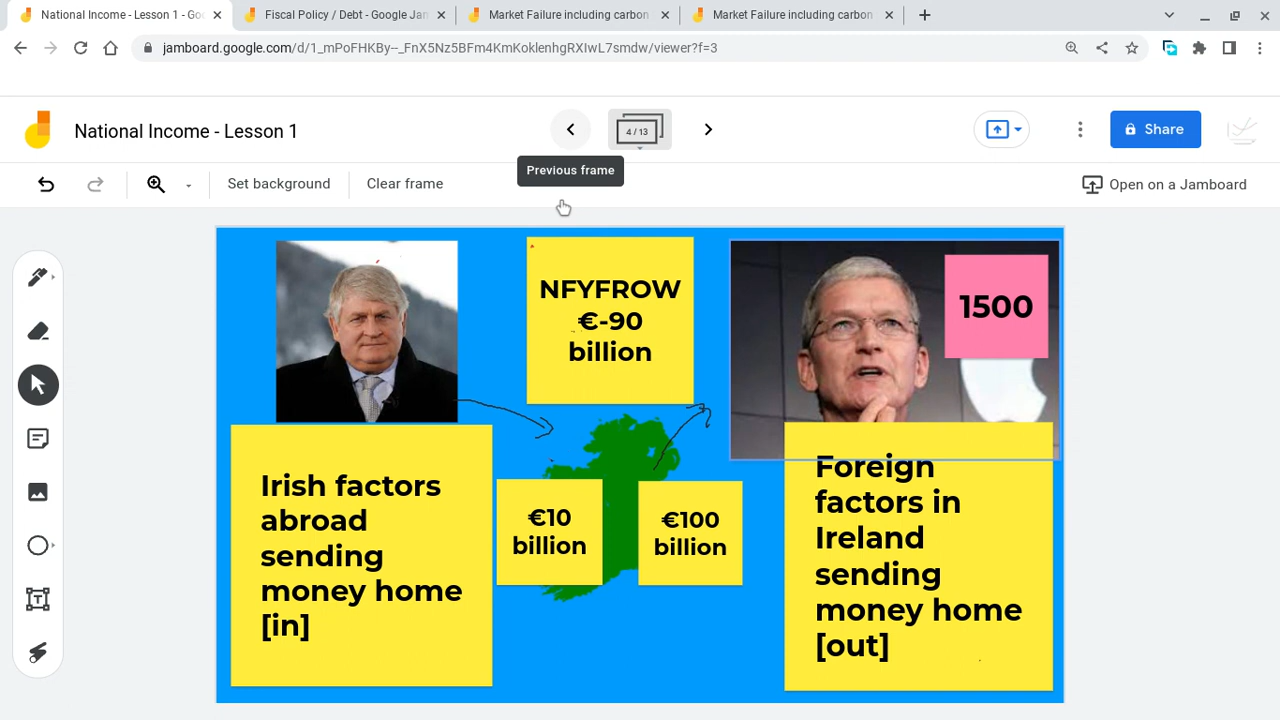 National Income - Lesson 1 - Goo
Fiscal Policy / Debt - Google Jam
Market Failure including carbon
Market Failure including carbon
jamboard.google.com/d/1_mPoFHKBy--_FnX5Nz5BFm4KmKoklenhgRXIwL7smdw/viewer?f=3
National Income - Lesson 1
4 / 13
Share
Previous frame
Set background
Clear frame
Open on a Jamboard
NFYFROW
€-90
billion
1500
Irish factors
abroad
sending
money home
[in]
€10
billion
€100
billion
Foreign
factors in
Ireland
sending
money home
[out]